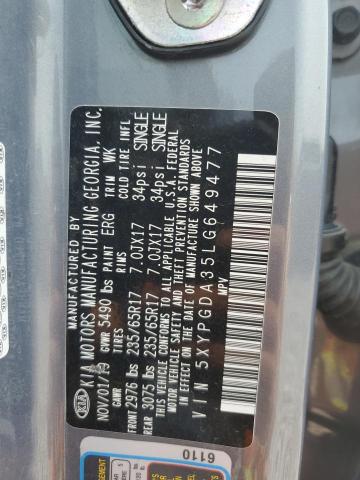 MANUFACTURED BY
KIA KIA MOTORS MANUFACTURING GEORGIA, INC.
NOV/01/19 GVWR 5490 lbs PAINT ERG TRIM WK
GAWR TIRES RIMS COLD TIRE INFL
FRONT 2976 lbs 235/65R17 7.0JX17 34psi SINGLE
REAR 3075 lbs 235/65R17 7.0JX17 34psi SINGLE
THIS VEHICLE CONFORMS TO ALL APPLICABLE U.S.A FEDERAL
MOTOR VEHICLE SAFETY BUMPER, AND THEFT PREVENTION STANDARDS
IN EFFECT ON THE DATE OF MANUFACTURE SHOWN ABOVE.
VIN 5XYPGDA35LG649477
MPV
6110